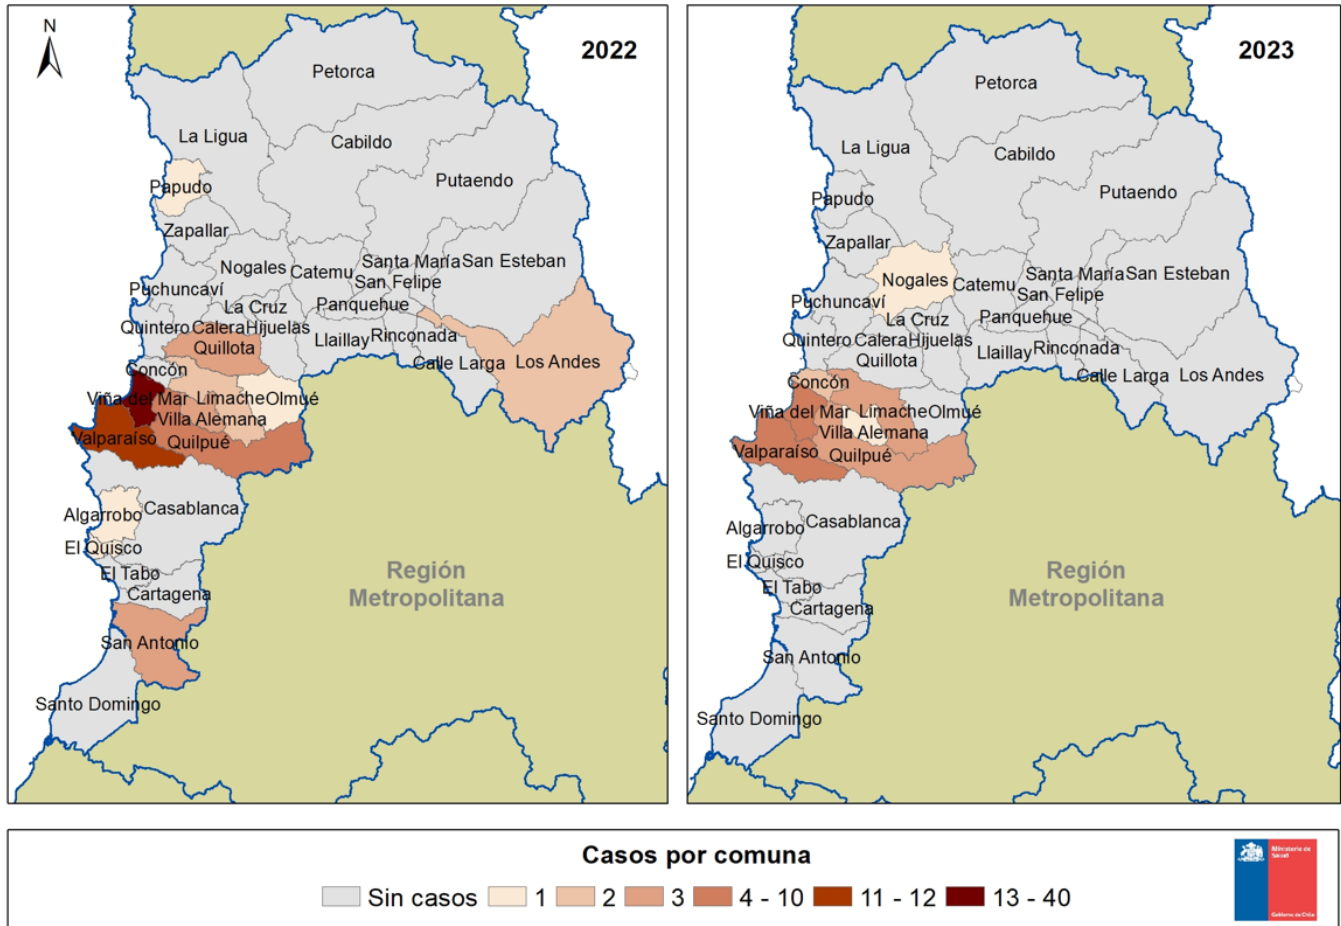 N
2022
Petorca
La Ligua
Cabildo
Papudo
Putaendo
Zapallar
Santa María
San Esteban
Nogales
Catemu
San Felipe
Puchuncaví
La Cruz
Panquehue
Quintero
Calera
Hijuelas
Llaillay
Rinconada
Quillota
Calle Larga
Los Andes
Concón
Viña del Mar
Limache
Olmué
Villa Alemana
Valparaíso
Quilpué
Algarrobo
Casablanca
El Quisco
El Tabo
Cartagena
Región
Metropolitana
San Antonio
Santo Domingo
2023
Petorca
La Ligua
Cabildo
Papudo
Putaendo
Zapallar
Nogales
Catemu
Santa María
San Esteban
San Felipe
Puchuncaví
La Cruz
Panquehue
Quintero
Calera
Hijuelas
Llaillay
Rinconada
Quillota
Calle Larga
Los Andes
Concón
Viña del Mar
Limache
Olmué
Villa Alemana
Valparaíso
Quilpué
Algarrobo
Casablanca
El Quisco
El Tabo
Cartagena
Región
Metropolitana
San Antonio
Santo Domingo
Casos por comuna
Sin casos
1
2
3
4 - 10
11 - 12
13 - 40
Ministerio de
Salud
Gobierno de Chile